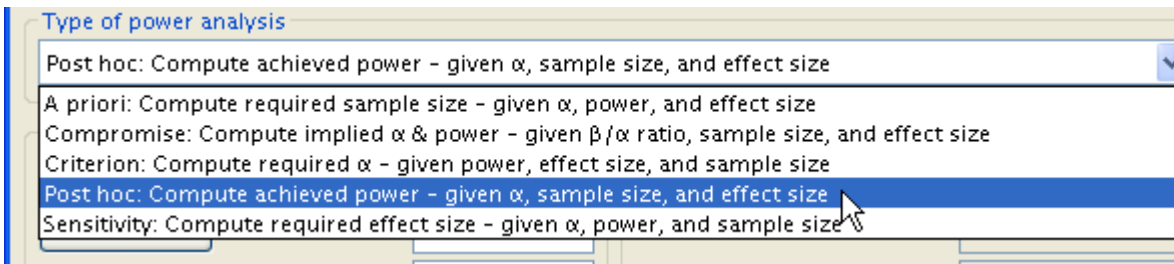 Type of power analysis
Post hoc: Compute achieved power – given α, sample size, and effect size
A priori: Compute required sample size – given α, power, and effect size
Compromise: Compute implied α & power – given β/α ratio, sample size, and effect size
Criterion: Compute required α – given power, effect size, and sample size
Post hoc: Compute achieved power – given α, sample size, and effect size
Sensitivity: Compute required effect size – given α, power, and sample size